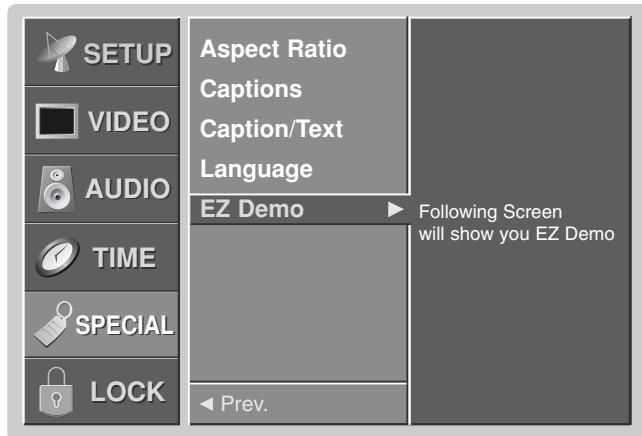 SETUP
VIDEO
AUDIO
TIME
SPECIAL
LOCK
Aspect Ratio
Captions
Caption/Text
Language
EZ Demo ▶
◀ Prev.
Following Screen
will show you EZ Demo